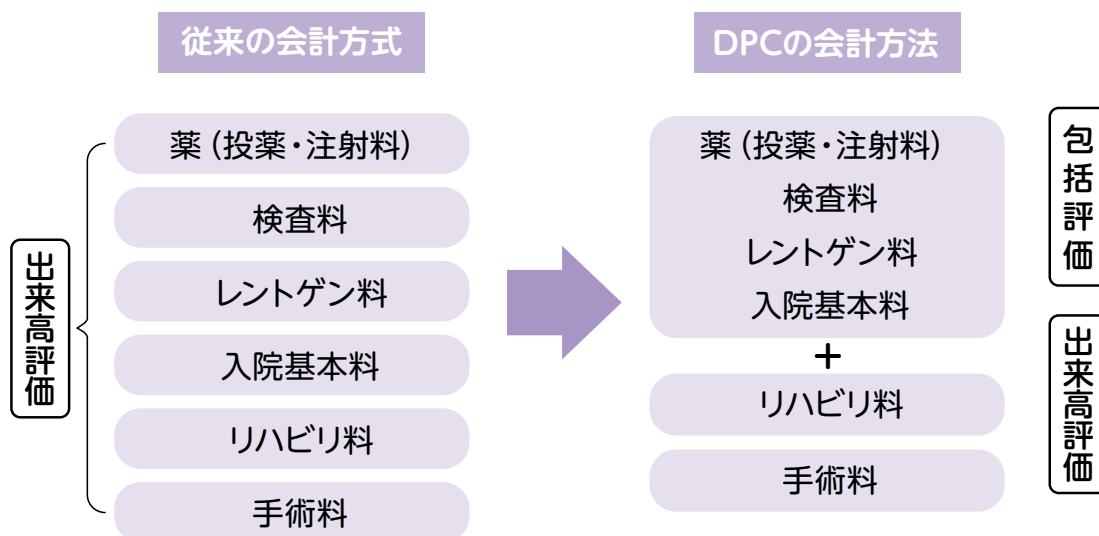 従来の会計方式
出来高評価
薬（投薬・注射料）
検査料
レントゲン料
入院基本料
リハビリ料
手術料
DPCの会計方法
薬（投薬・注射料）
検査料
レントゲン料
入院基本料
+
リハビリ料
手術料
包括評価
出来高評価